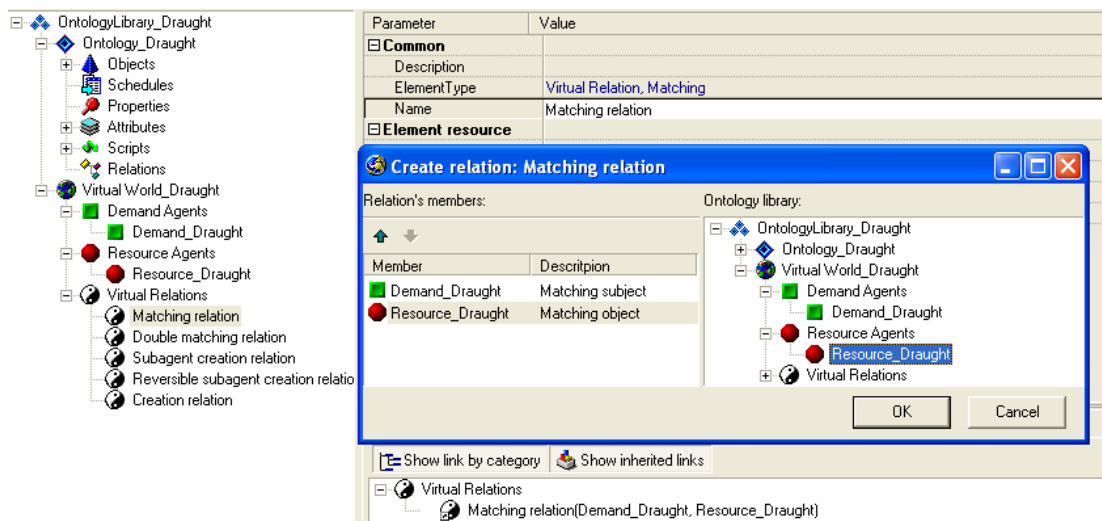 OntologyLibrary_Draught
Ontology_Draught
Objects
Schedules
Properties
Attributes
Scripts
Relations
Virtual World_Draught
Demand Agents
Demand_Draught
Resource Agents
Resource_Draught
Virtual Relations
Matching relation
Double matching relation
Subagent creation relation
Reversible subagent creation relatio
Creation relation
Parameter Value
Common
Description
ElementType Virtual Relation, Matching
Name Matching relation
Element resource
Create relation: Matching relation
Relation's members:
Member Descritpion
Demand_Draught Matching subject
Resource_Draught Matching object
Ontology library:
OntologyLibrary_Draught
Ontology_Draught
Virtual World_Draught
Demand Agents
Demand_Draught
Resource Agents
Resource_Draught
Virtual Relations
OK Cancel
Show link by category Show inherited links
Virtual Relations
Matching relation(Demand_Draught, Resource_Draught)